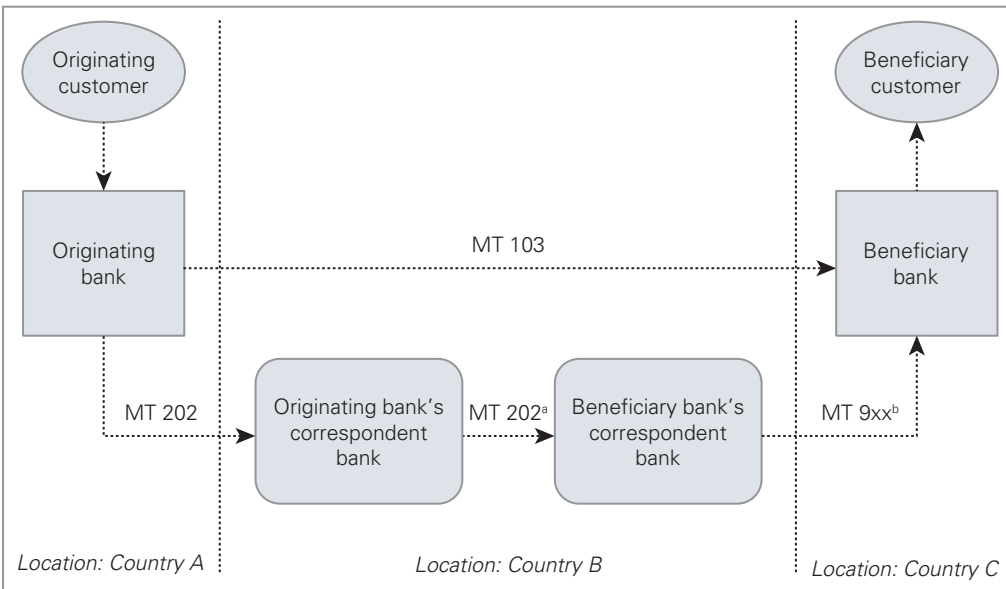 Originating
customer
Beneficiary
customer
Originating
bank
MT 103
Beneficiary
bank
MT 202
Originating bank's
correspondent
bank
MT 202ᵃ
Beneficiary bank's
correspondent
bank
MT 9xxᵇ
Location: Country A
Location: Country B
Location: Country C